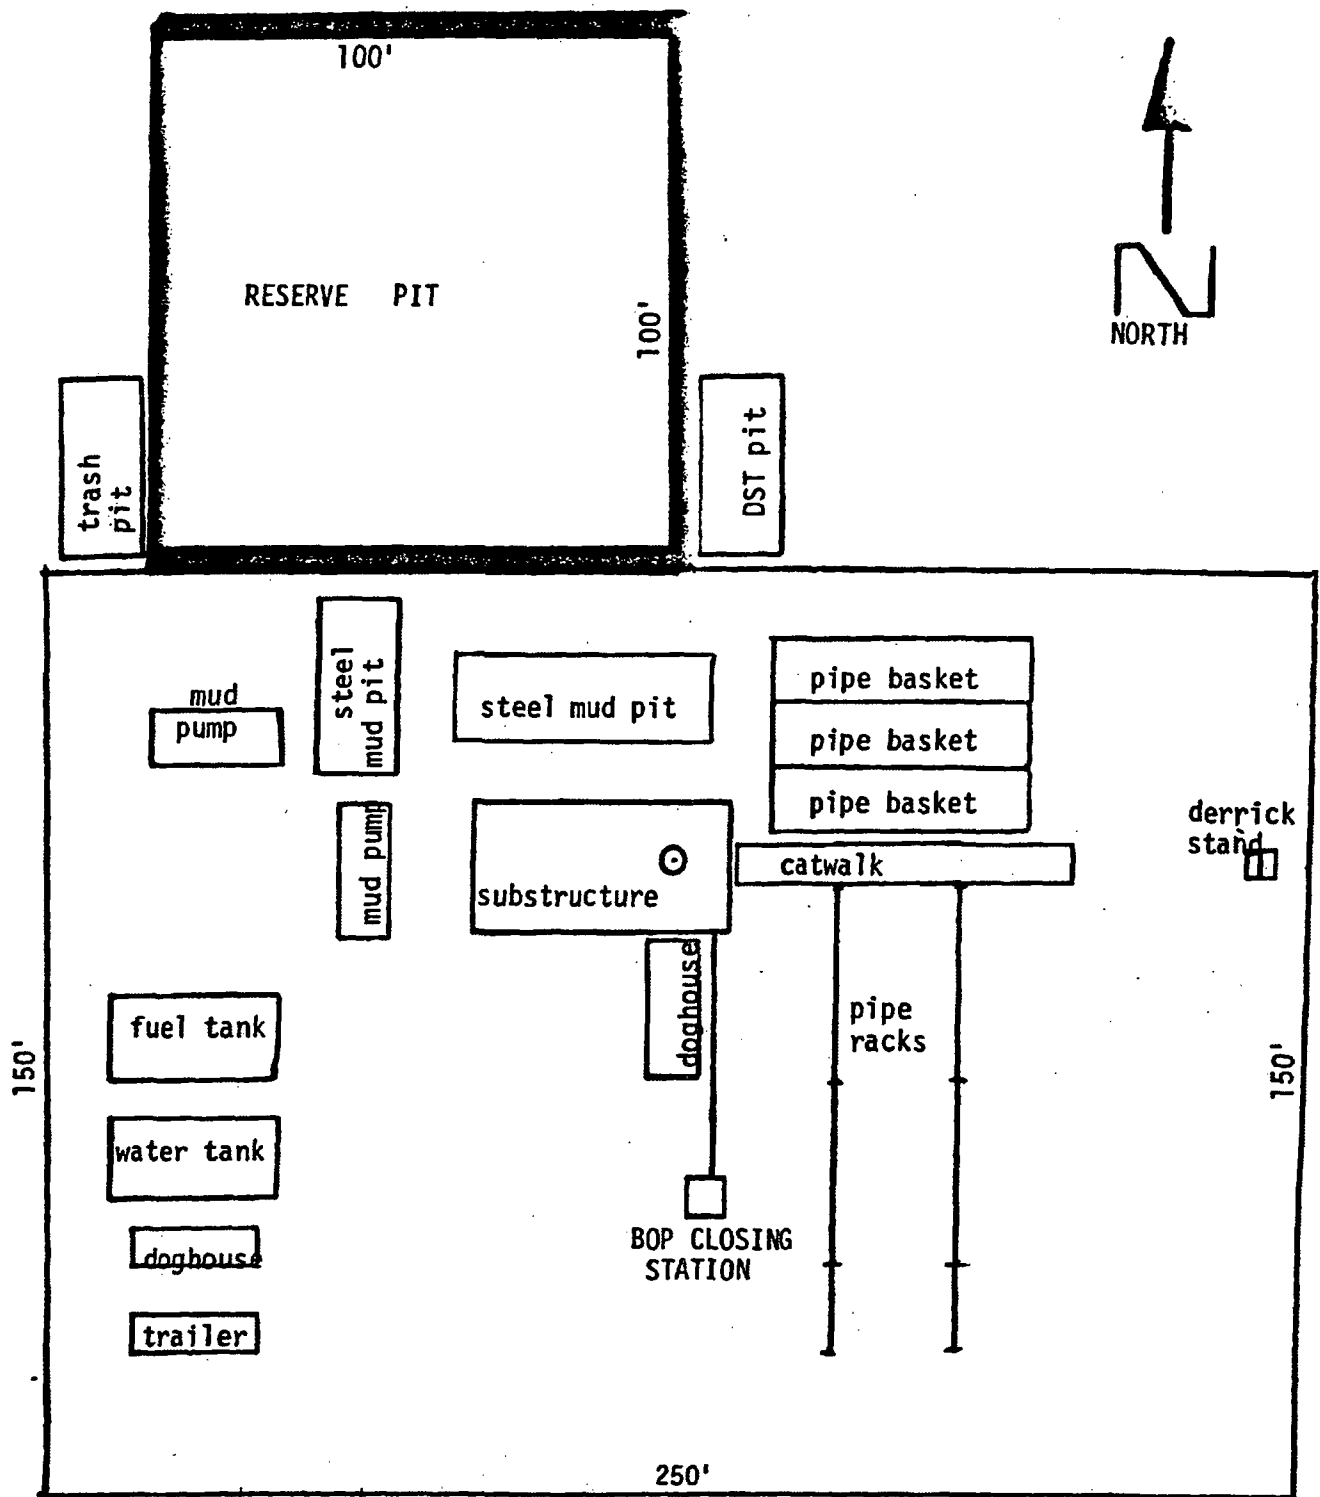 100'
RESERVE PIT
100'
N
NORTH
trash
pit
DST pit
steel
mud pit
mud
pump
steel mud pit
pipe basket
pipe basket
pipe basket
mud pump
derrick
stand
catwalk
substructure
doghouse
fuel tank
pipe
racks
150'
150'
water tank
BOP CLOSING
STATION
doghouse
trailer
250'